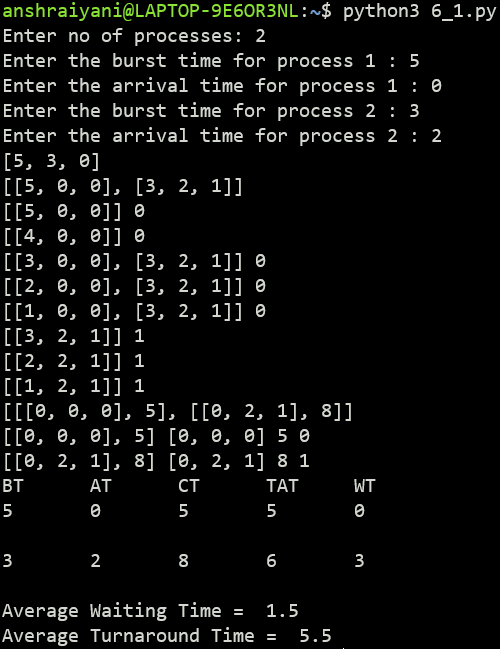 anshraiyani@LAPTOP-9E6OR3NL:~$ python3 6_1.py
Enter no of processes: 2
Enter the burst time for process 1 : 5
Enter the arrival time for process 1 : 0
Enter the burst time for process 2 : 3
Enter the arrival time for process 2 : 2
[5, 3, 0]
[[5, 0, 0], [3, 2, 1]]
[[5, 0, 0]] 0
[[4, 0, 0]] 0
[[3, 0, 0], [3, 2, 1]] 0
[[2, 0, 0], [3, 2, 1]] 0
[[1, 0, 0], [3, 2, 1]] 0
[[3, 2, 1]] 1
[[2, 2, 1]] 1
[[1, 2, 1]] 1
[[[0, 0, 0], 5], [[0, 2, 1], 8]]
[[0, 0, 0], 5] [0, 0, 0] 5 0
[[0, 2, 1], 8] [0, 2, 1] 8 1
BT AT CT TAT WT
5 0 5 5 0
3 2 8 6 3
Average Waiting Time =  1.5
Average Turnaround Time =  5.5